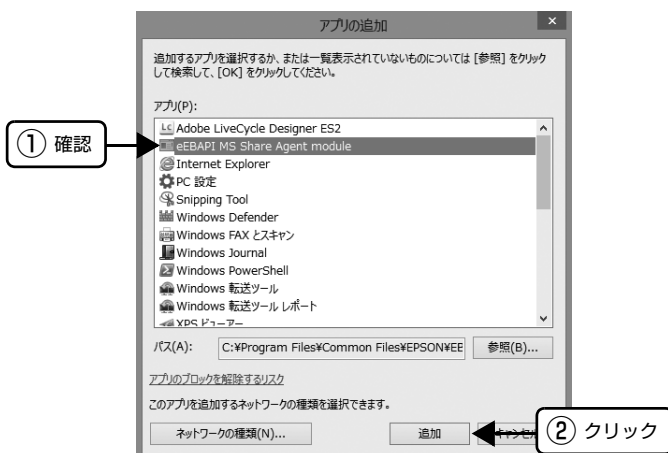 アプリの追加
追加するアプリを選択するか、または一覧表示されていないものについては [参照] をクリック
して検索して、[OK] をクリックしてください。
アプリ(P):
Adobe LiveCycle Designer ES2
① 確認
eEBAPI MS Share Agent module
Internet Explorer
PC 設定
Snipping Tool
Windows Defender
Windows FAX とスキャン
Windows Journal
Windows PowerShell
Windows 転送ツール
Windows 転送ツール レポート
XPS ビューアー
パス(A):
C:¥Program Files¥Common Files¥EPSON¥EE
参照(B)...
アプリのブロックを解除するリスク
このアプリを追加するネットワークの種類を選択できます。
ネットワークの種類(N)...
追加
② クリック